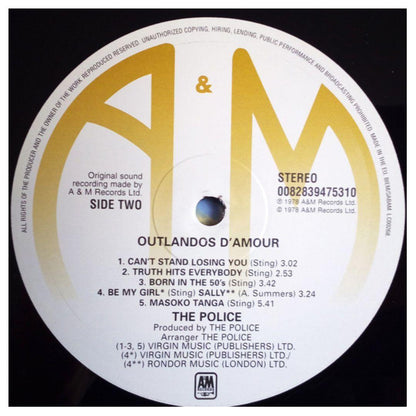 ALL RIGHTS OF THE PRODUCER AND THE OWNER OF THE WORK REPRODUCED RESERVED. UNAUTHORIZED COPYING, HIRING, LENDING, PUBLIC PERFORMANCE AND BROADCASTING PROHIBITED. MADE IN THE EU BIEM/SABAM. LC00268
A & M
Original sound
recording made by
A & M Records Ltd.
SIDE TWO
STEREO
0082839475310
℗ 1978 A&M Records Ltd.
© 1978 A&M Records Ltd.
OUTLANDOS D'AMOUR
1. CAN'T STAND LOSING YOU (Sting) 3.02
2. TRUTH HITS EVERYBODY (Sting) 2.53
3. BORN IN THE 50's (Sting) 3.42
4. BE MY GIRL* (Sting) SALLY** (A. Summers) 3.24
5. MASOKO TANGA (Sting) 5.41
THE POLICE
Produced by THE POLICE
Arranger THE POLICE
(1-3, 5) VIRGIN MUSIC (PUBLISHERS) LTD.
(4*) VIRGIN MUSIC (PUBLISHERS) LTD./
(4**) RONDOR MUSIC (LONDON) LTD.
A&M
RECORDS